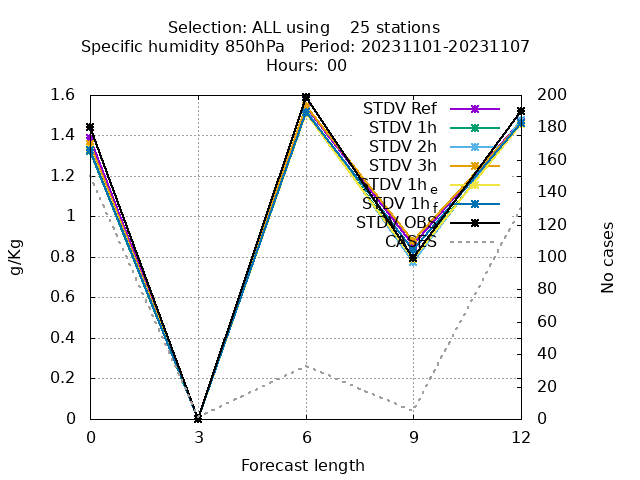 Selection: ALL using    25 stations
Specific humidity 850hPa   Period: 20231101-20231107
Hours:  00
1.6
1.4
1.2
1
0.8
0.6
0.4
0.2
0
g/Kg
STDV Ref
STDV 1h
STDV 2h
STDV 3h
STDV 1h e
STDV 1h f
STDV OBS
CASES
200
180
160
140
120
100
80
60
40
20
0
No cases
0 3 6 9 12
Forecast length